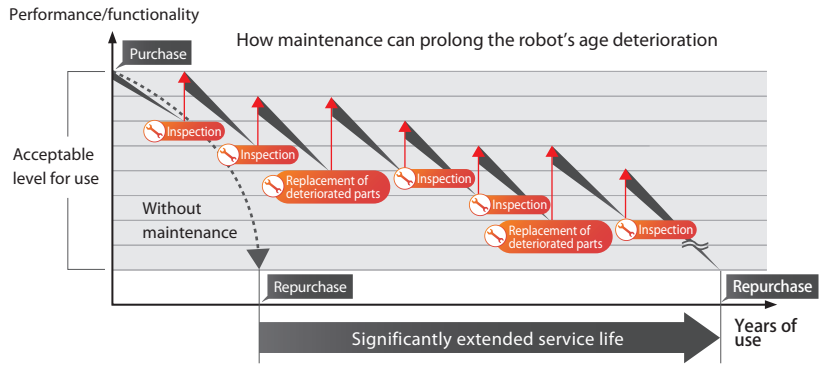 Performance/functionality
How maintenance can prolong the robot's age deterioration
Purchase
Acceptable
level for use
Without
maintenance
Inspection
Inspection
Replacement of
deteriorated parts
Inspection
Inspection
Replacement of
deteriorated parts
Inspection
Repurchase
Repurchase
Significantly extended service life
Years of
use